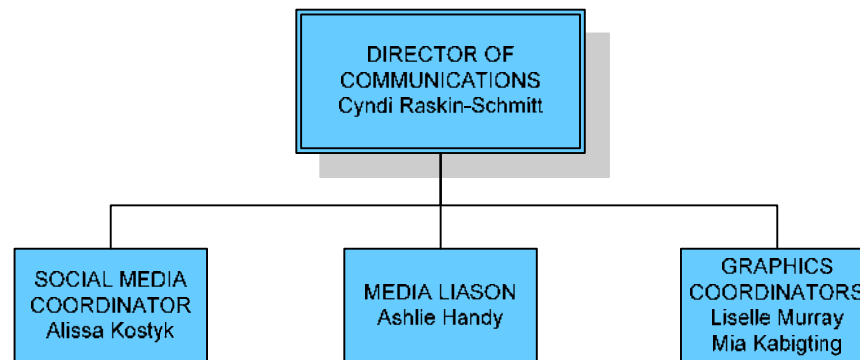 DIRECTOR OF
COMMUNICATIONS
Cyndi Raskin-Schmitt
SOCIAL MEDIA
COORDINATOR
Alissa Kostyk
MEDIA LIASON
Ashlie Handy
GRAPHICS
COORDINATORS
Liselle Murray
Mia Kabigting